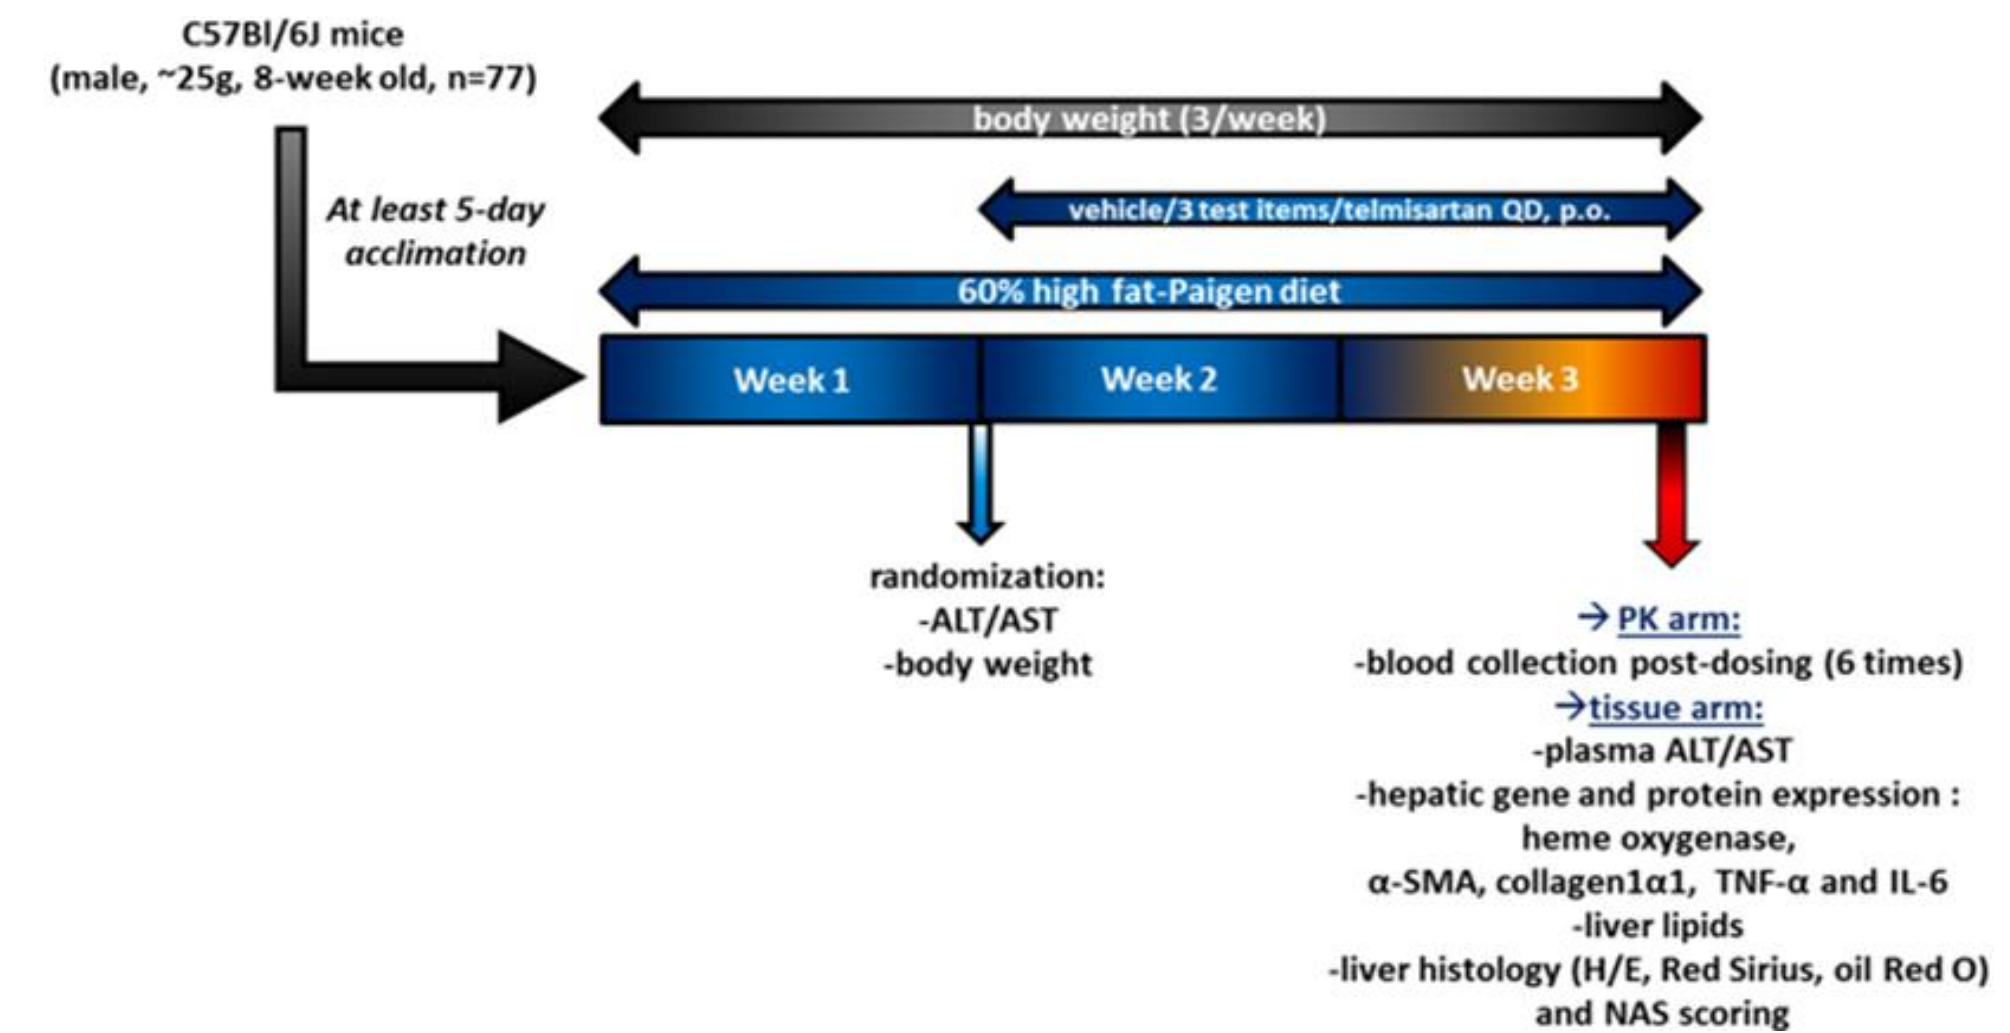 C57Bl/6J mice
(male, ~25g, 8-week old, n=77)
body weight (3/week)
At least 5-day
acclimation
vehicle/3 test items/telmisartan QD, p.o.
60% high fat-Paigen diet
Week 1
Week 2
Week 3
randomization:
-ALT/AST
-body weight
→ PK arm:
-blood collection post-dosing (6 times)
→tissue arm:
-plasma ALT/AST
-hepatic gene and protein expression :
heme oxygenase,
α-SMA, collagen1α1, TNF-α and IL-6
-liver lipids
-liver histology (H/E, Red Sirius, oil Red O)
and NAS scoring